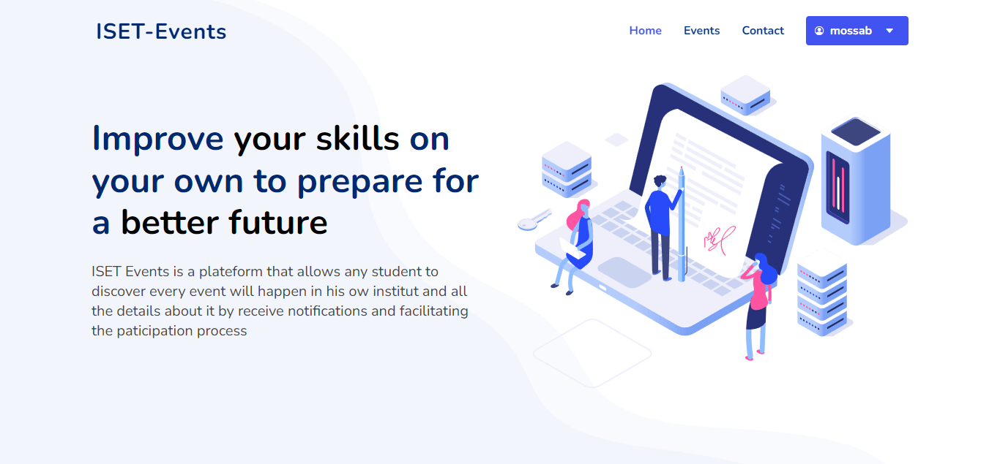 ISET-Events
Home
Events
Contact
mossab
Improve your skills on
your own to prepare for
a better future
ISET Events is a plateform that allows any student to
discover every event will happen in his ow institut and all
the details about it by receive notifications and facilitating
the paticipation process